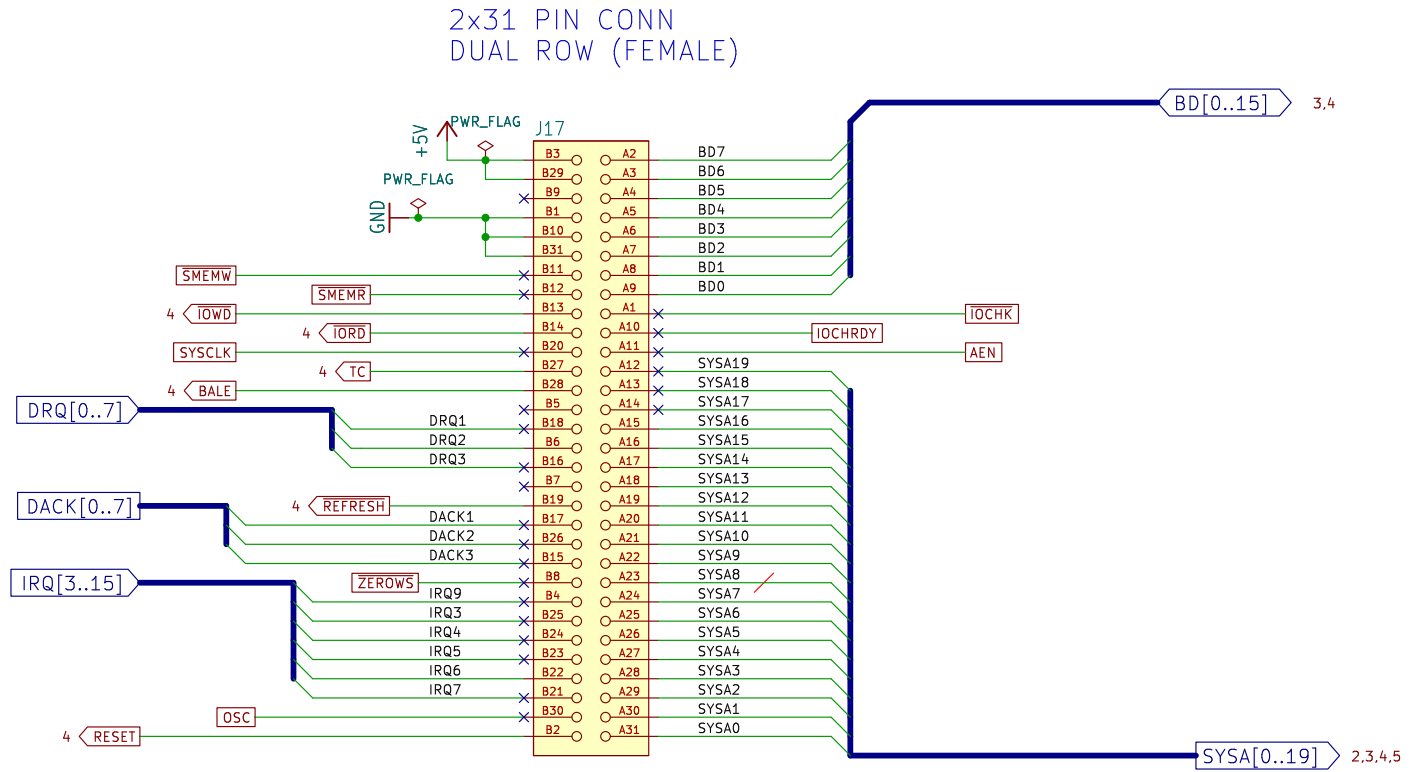 2x31 PIN CONN
DUAL ROW (FEMALE)
BD[0..15] 3,4
+5V PWR_FLAG J17
B3 A2 BD7
B29 A3 BD6
PWR_FLAG B9 A4 BD5
GND B1 A5 BD4
B10 A6 BD3
B31 A7 BD2
SMEMW B11 A8 BD1
SMEMR B12 A9 BD0
4 IOWD B13 A1 IOCHK
4 IORD B14 A10 IOCHRDY
SYSCLK B20 A11 AEN
4 TC B27 A12 SYSA19
4 BALE B28 A13 SYSA18
DRQ[0..7] B5 A14 SYSA17
DRQ1 B18 A15 SYSA16
DRQ2 B6 A16 SYSA15
DRQ3 B16 A17 SYSA14
B7 A18 SYSA13
DACK[0..7] 4 REFRESH B19 A19 SYSA12
DACK1 B17 A20 SYSA11
DACK2 B26 A21 SYSA10
DACK3 B15 A22 SYSA9
IRQ[3..15] ZEROWS B8 A23 SYSA8
IRQ9 B4 A24 SYSA7
IRQ3 B25 A25 SYSA6
IRQ4 B24 A26 SYSA5
IRQ5 B23 A27 SYSA4
IRQ6 B22 A28 SYSA3
IRQ7 B21 A29 SYSA2
OSC B30 A30 SYSA1
4 RESET B2 A31 SYSA0
SYSA[0..19] 2,3,4,5